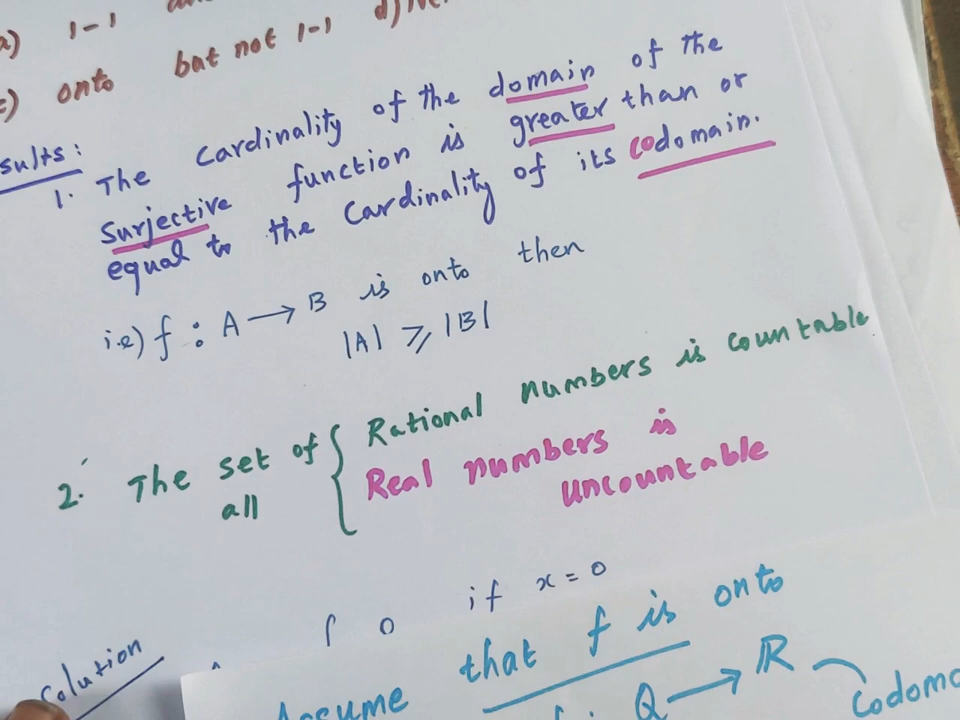 a) 1-1
c) onto but not 1-1 d)
sults:
1. The cardinality of the domain of the
surjective function is greater than or
equal to the cardinality of its codomain.
i.e) f : A → B is onto then
|A| ⩾ |B|
2. The set of { Rational numbers is countable
all { Real numbers is
uncountable
{ 0 if x = 0
Solution
Assume that f is onto
f: Q → ℝ
Codoma